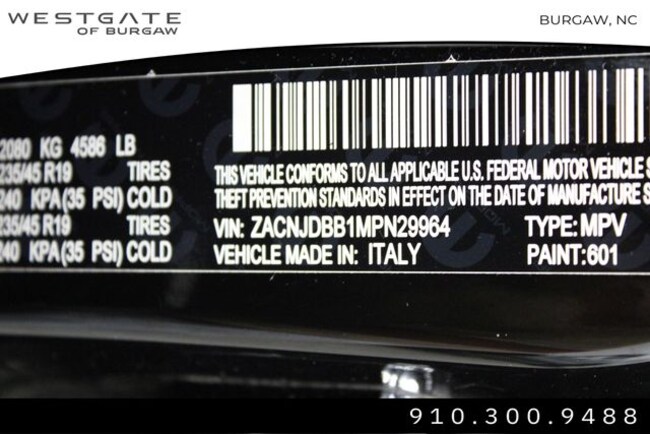 WESTGATE
OF BURGAW
BURGAW, NC
2080 KG 4586 LB
235/45 R19 TIRES
240 KPA(35 PSI) COLD
235/45 R19 TIRES
240 KPA(35 PSI) COLD
THIS VEHICLE CONFORMS TO ALL APPLICABLE U.S. FEDERAL MOTOR VEHICLE S
THEFT PREVENTION STANDARDS IN EFFECT ON THE DATE OF MANUFACTURE S
VIN: ZACNJDBB1MPN29964 TYPE: MPV
VEHICLE MADE IN: ITALY PAINT: 601
910.300.9488